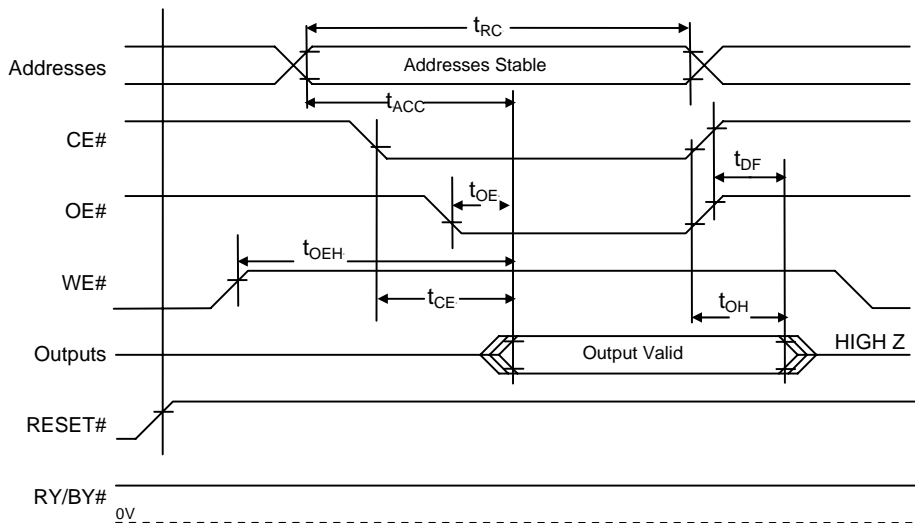 tRC
Addresses
Addresses Stable
tACC
CE#
tDF
OE#
tOE
tOEH
WE#
tCE
tOH
Outputs
Output Valid
HIGH Z
RESET#
RY/BY#
0V